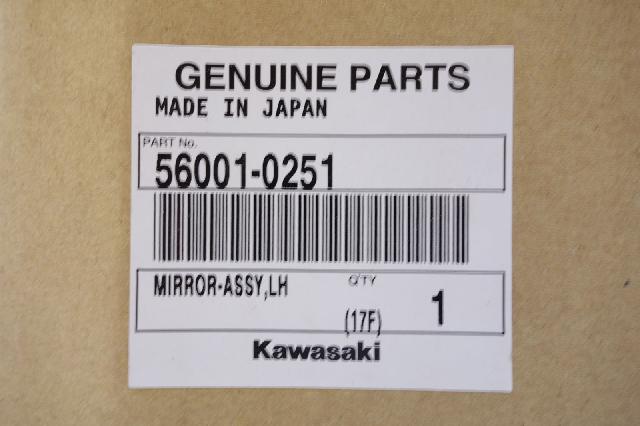 GENUINE PARTS
MADE IN JAPAN
PART No.
56001-0251
MIRROR-ASSY,LH
Q'TY
(17F)
1
Kawasaki